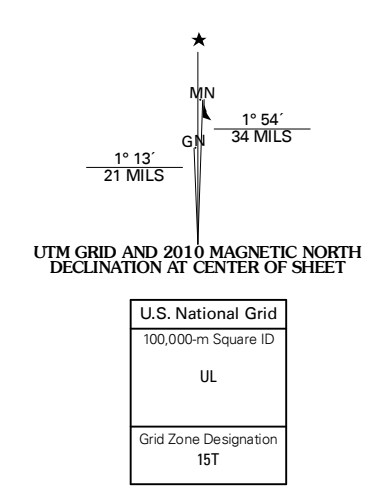 ★
MN
1° 54´
GN
34 MILS
1° 13´
21 MILS
UTM GRID AND 2010 MAGNETIC NORTH
DECLINATION AT CENTER OF SHEET
U.S. National Grid
100,000-m Square ID
UL
Grid Zone Designation
15T